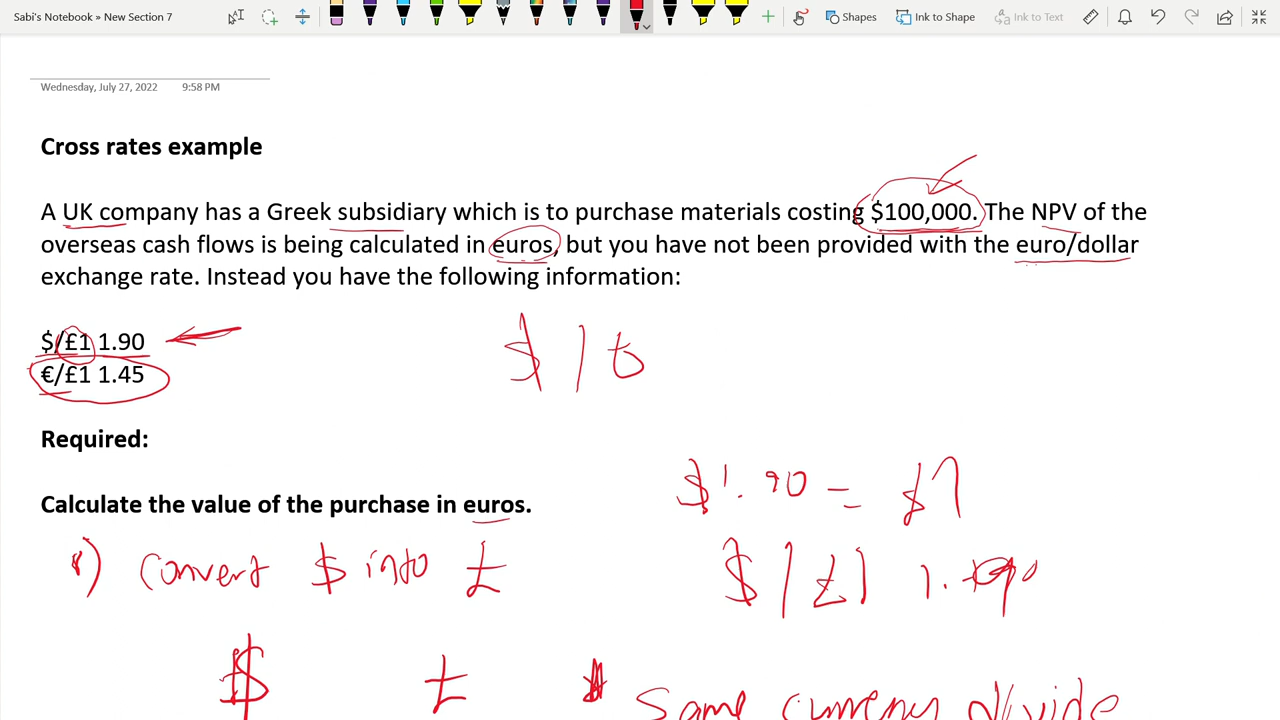 Sabi's Notebook » New Section 7
Shapes
Ink to Shape
Ink to Text
Wednesday, July 27, 2022 9:58 PM
Cross rates example
A UK company has a Greek subsidiary which is to purchase materials costing $100,000. The NPV of the
overseas cash flows is being calculated in euros, but you have not been provided with the euro/dollar
exchange rate. Instead you have the following information:
$/£1 1.90
€/£1 1.45
$ /
Required:
$1.90 = £1
Calculate the value of the purchase in euros.
convert $ into £
$/£1 1.90
$ £
Same currency divide